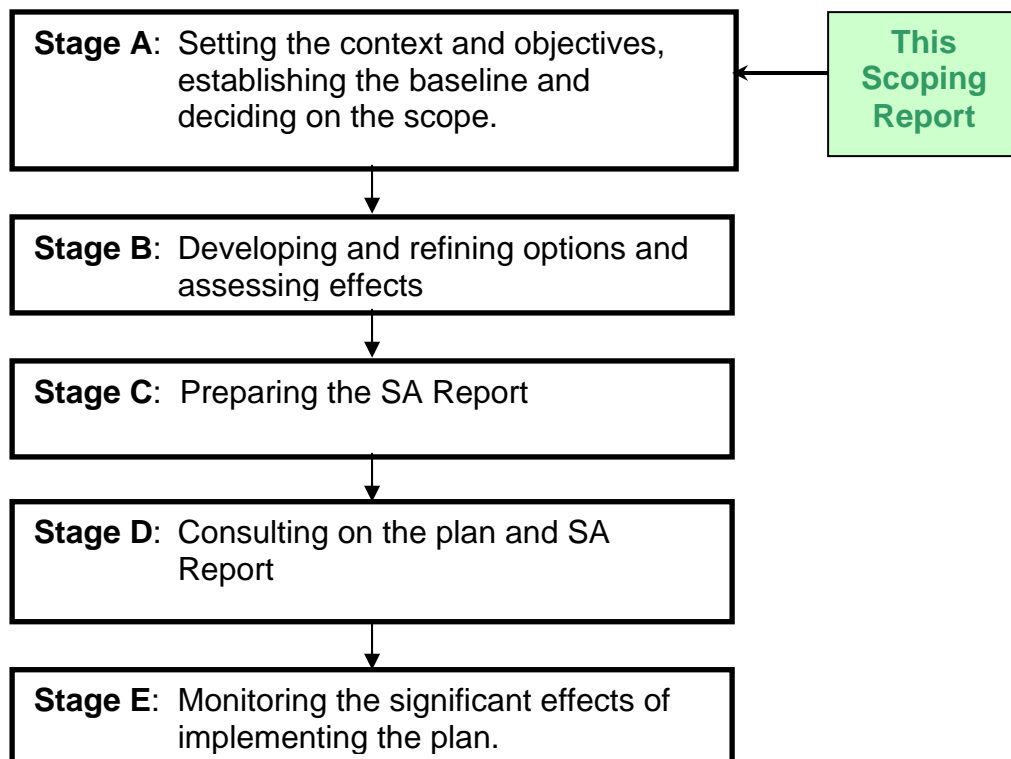 Stage A: Setting the context and objectives,
establishing the baseline and
deciding on the scope.
This
Scoping
Report
Stage B: Developing and refining options and
assessing effects
Stage C: Preparing the SA Report
Stage D: Consulting on the plan and SA
Report
Stage E: Monitoring the significant effects of
implementing the plan.